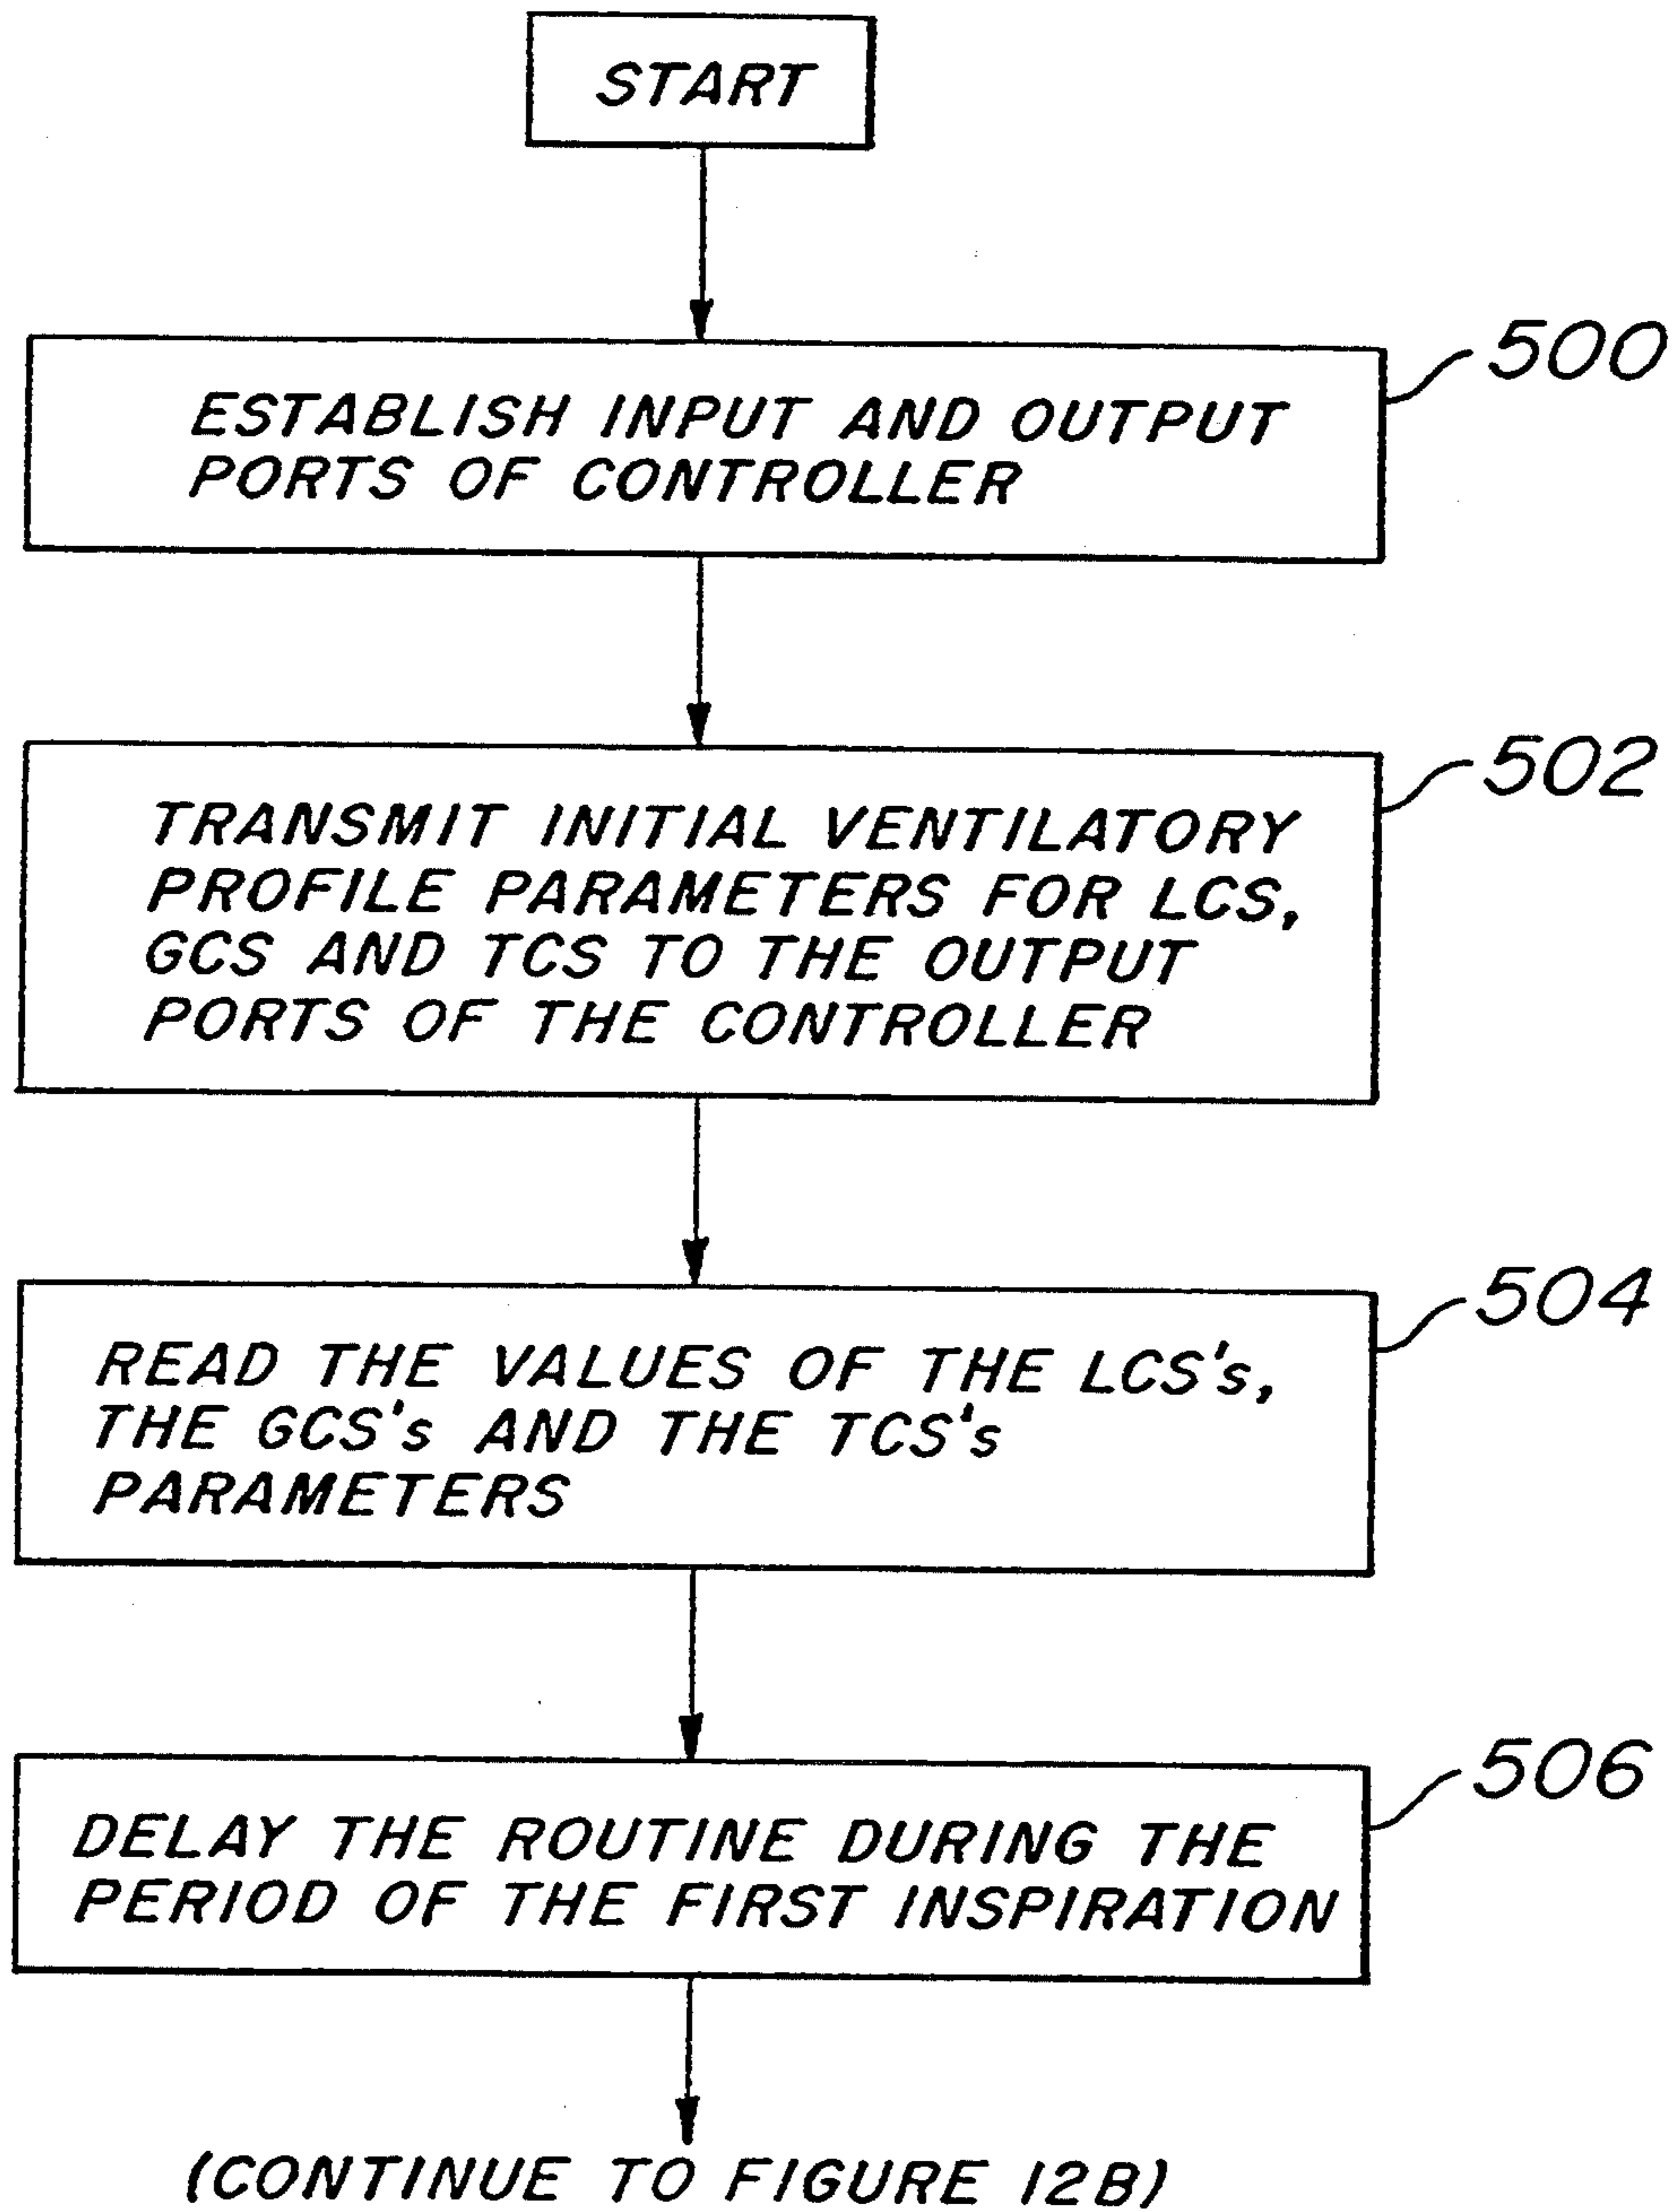 START
500
ESTABLISH INPUT AND OUTPUT
PORTS OF CONTROLLER
502
TRANSMIT INITIAL VENTILATORY
PROFILE PARAMETERS FOR LCS,
GCS AND TCS TO THE OUTPUT
PORTS OF THE CONTROLLER
504
READ THE VALUES OF THE LCS's,
THE GCS's AND THE TCS's
PARAMETERS
506
DELAY THE ROUTINE DURING THE
PERIOD OF THE FIRST INSPIRATION
(CONTINUE TO FIGURE 12B)